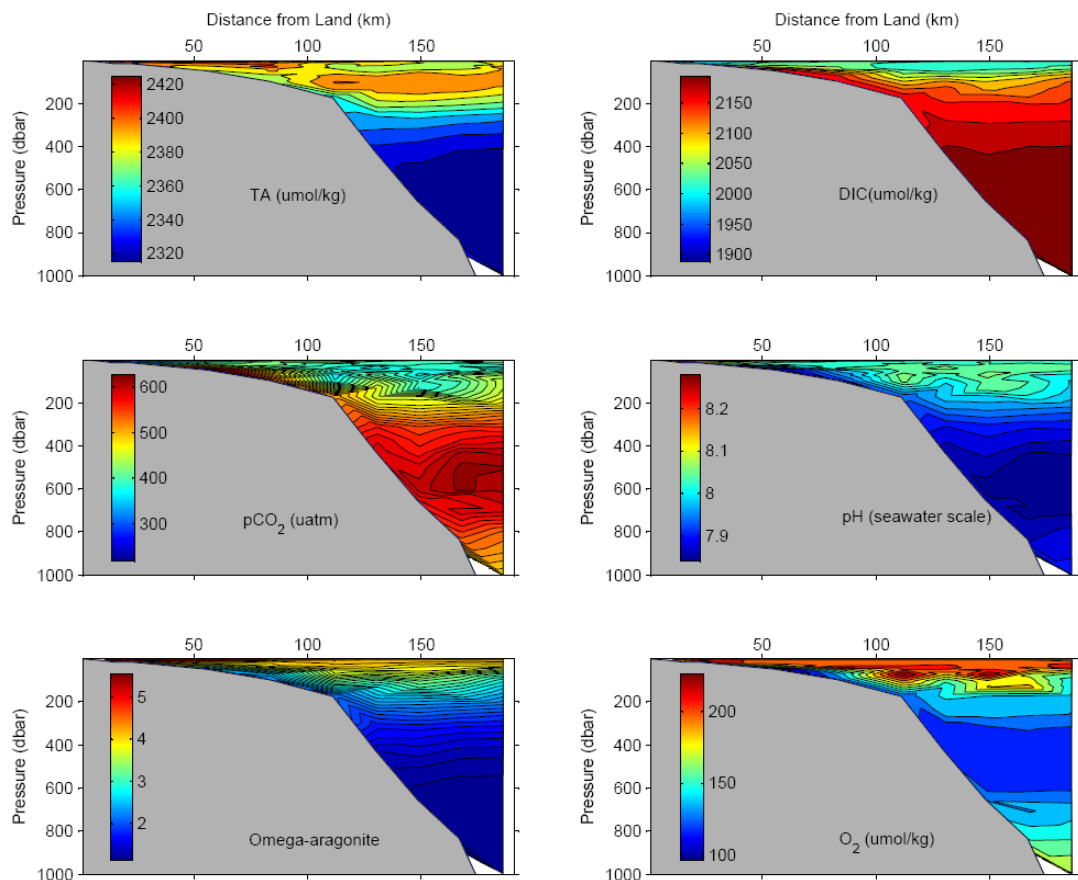 Distance from Land (km)
50 100 150
Pressure (dbar)
200
400
600
800
1000
2420
2400
2380
2360
2340
2320
TA (umol/kg)
Distance from Land (km)
50 100 150
Pressure (dbar)
200
400
600
800
1000
2150
2100
2050
2000
1950
1900
DIC(umol/kg)
50 100 150
Pressure (dbar)
200
400
600
800
1000
600
500
400
300
pCO2 (uatm)
50 100 150
Pressure (dbar)
200
400
600
800
1000
8.2
8.1
8
7.9
pH (seawater scale)
50 100 150
Pressure (dbar)
200
400
600
800
1000
5
4
3
2
Omega-aragonite
50 100 150
Pressure (dbar)
200
400
600
800
1000
200
150
100
O2 (umol/kg)